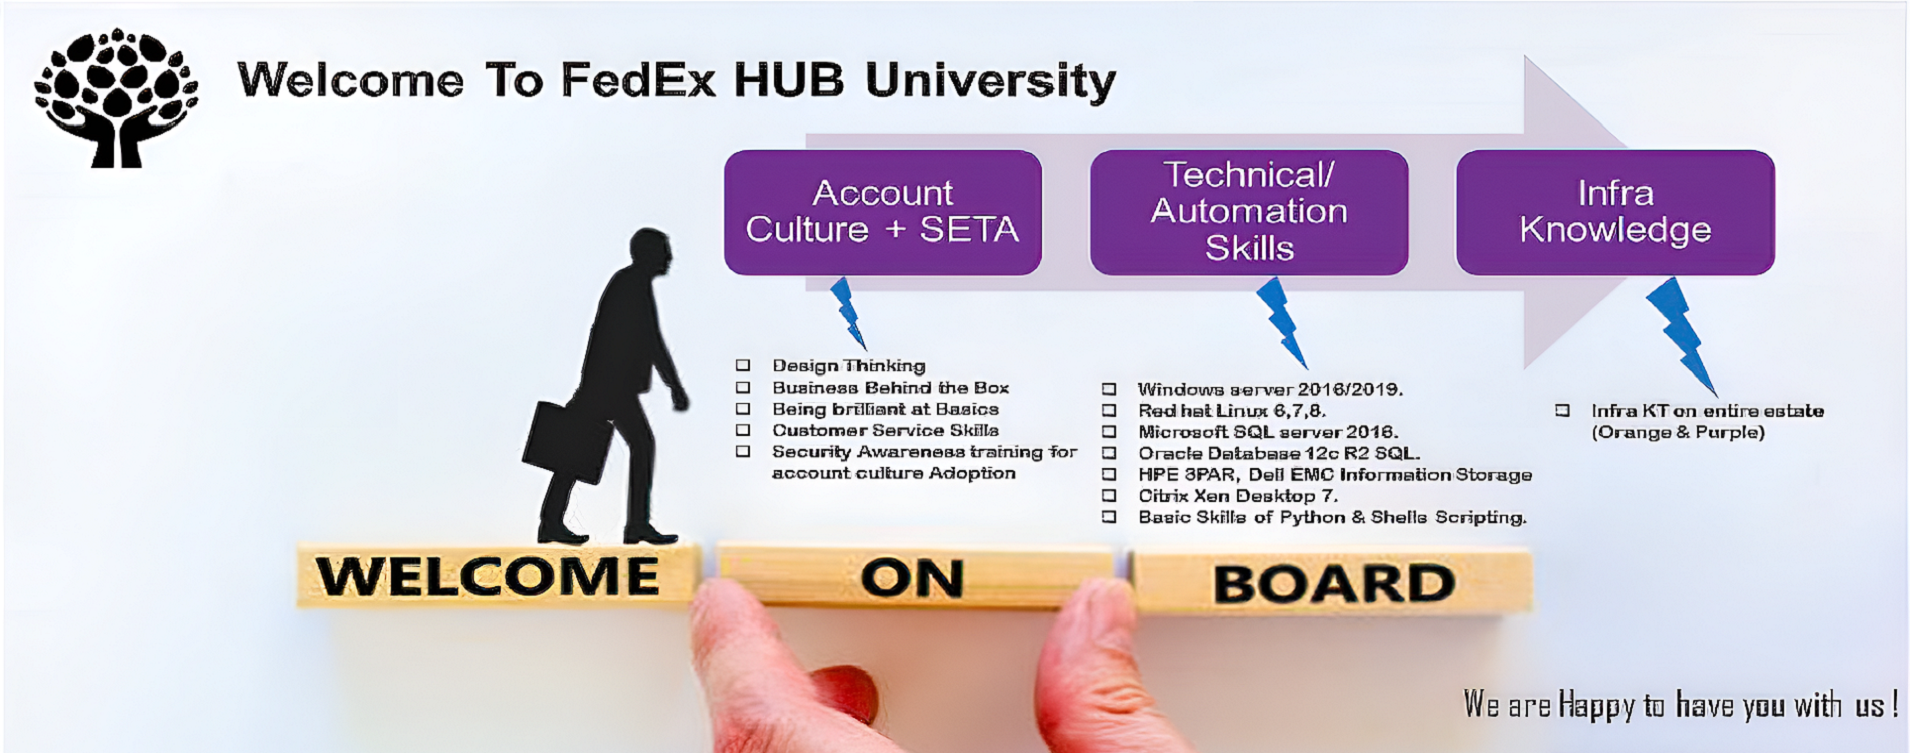 Welcome To FedEx HUB University
Account
Culture + SETA
Technical/
Automation
Skills
Infra
Knowledge
Design Thinking
Business Behind the Box
Being brilliant at Basics
Customer Service Skills
Security Awareness training for
account culture Adoption
Windows server 2016/2019.
Red hat Linux 6,7,8.
Microsoft SQL server 2016.
Oracle Database 12c R2 SQL.
HPE 3PAR, Dell EMC Information Storage
Citrix Xen Desktop 7.
Basic Skills of Python & Shells Scripting.
Infra KT on entire estate
(Orange & Purple)
WELCOME ON BOARD
We are Happy to have you with us !